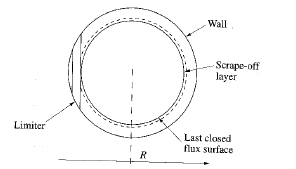 Wall
Scrape-off
layer
Limiter
Last closed
flux surface
R